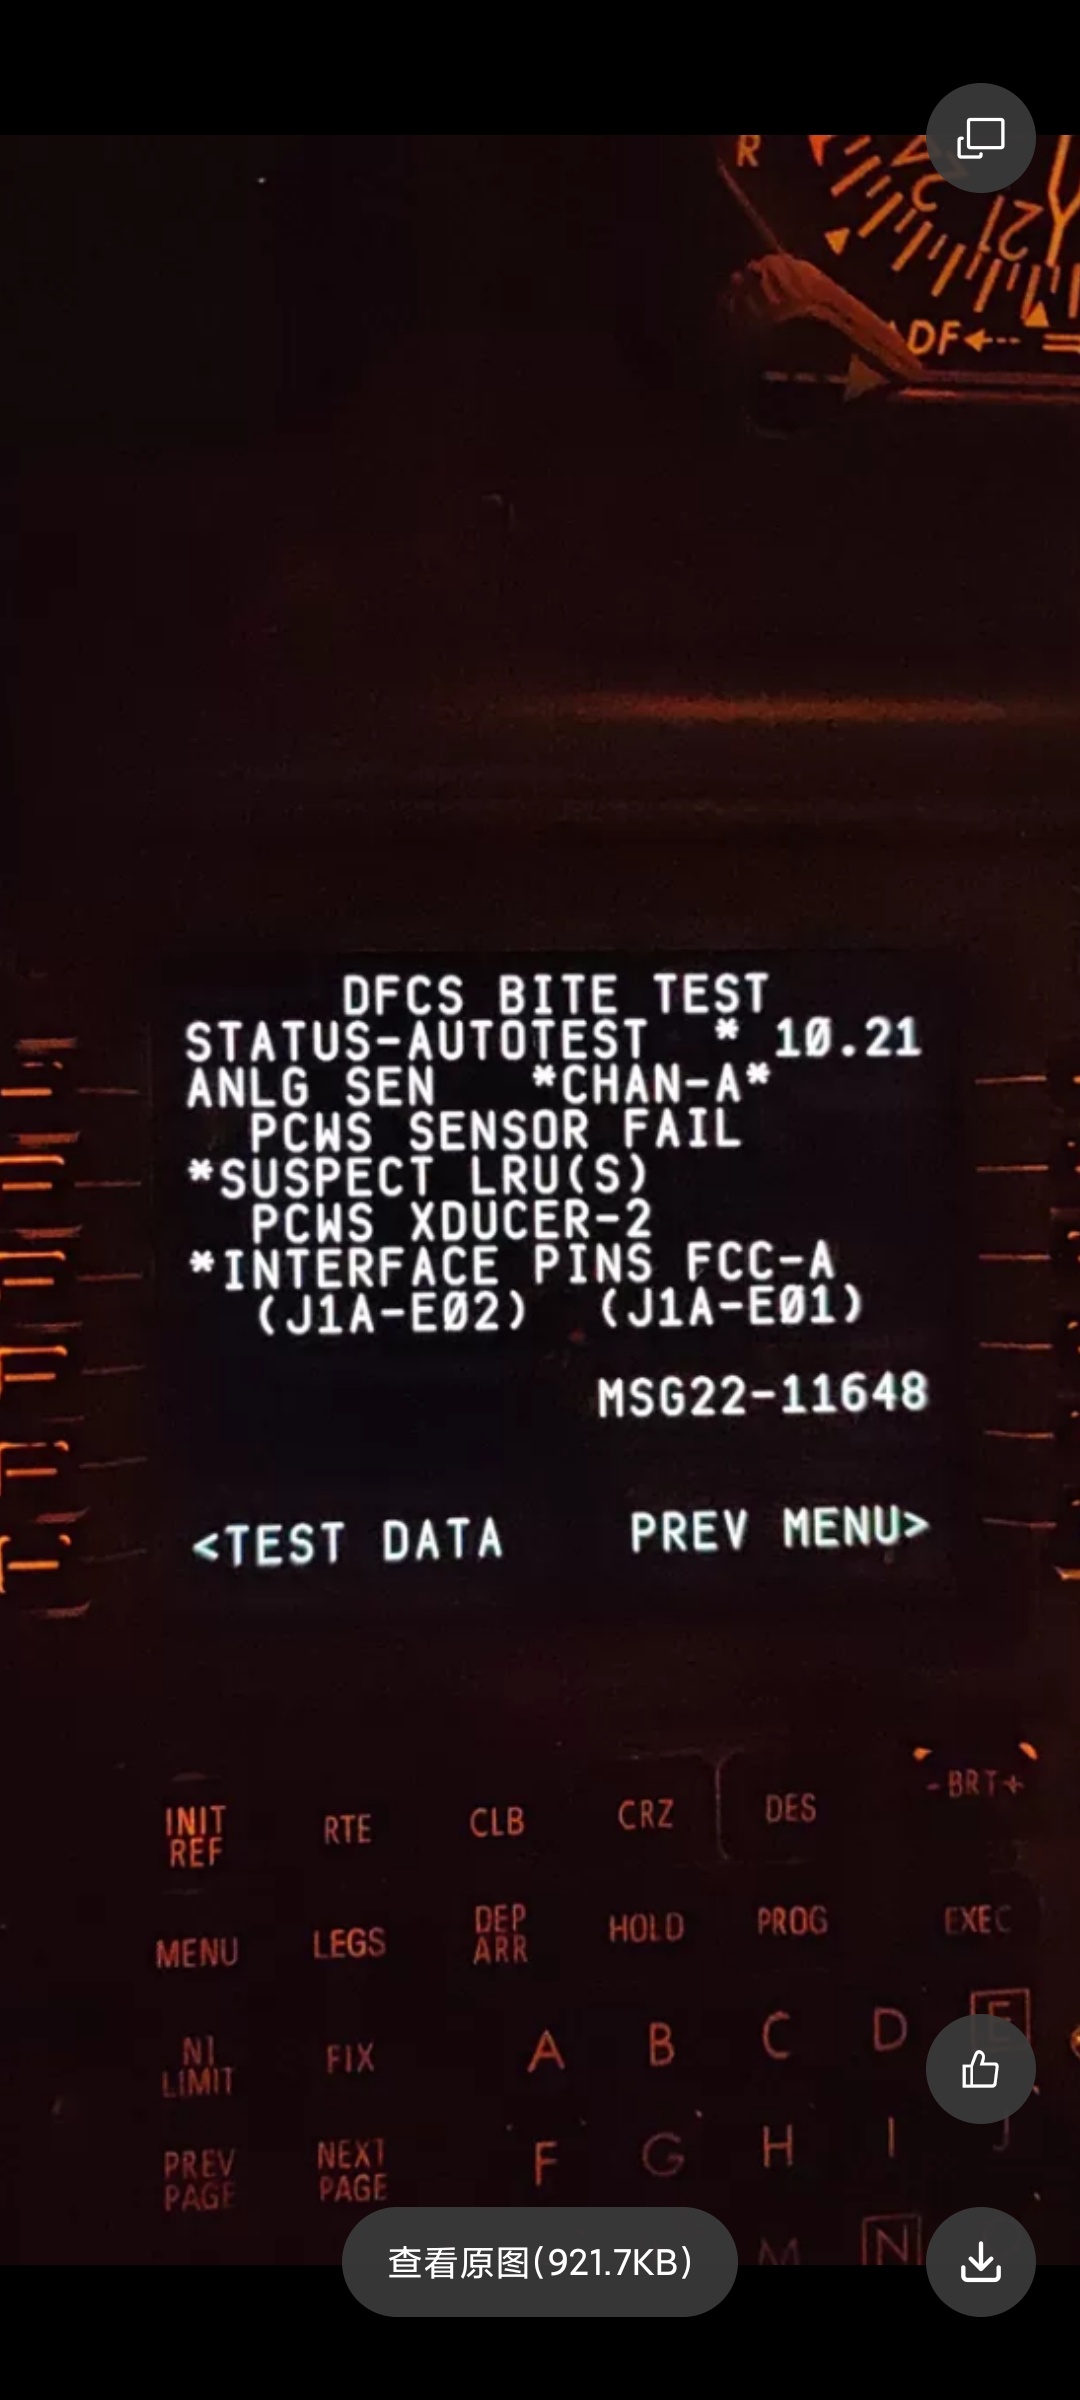 R
21
ADF
DFCS BITE TEST
STATUS-AUTOTEST * 10.21
ANLG SEN *CHAN-A*
PCWS SENSOR FAIL
*SUSPECT LRU(S)
PCWS XDUCER-2
*INTERFACE PINS FCC-A
(J1A-E02) (J1A-E01)
MSG22-11648
<TEST DATA PREV MENU>
- BRT +
INIT REF RTE CLB CRZ DES
MENU LEGS DEP ARR HOLD PROG EXEC
N1 LIMIT FIX A B C D E
PREV PAGE NEXT PAGE F G H I J
M N
查看原图(921.7KB)